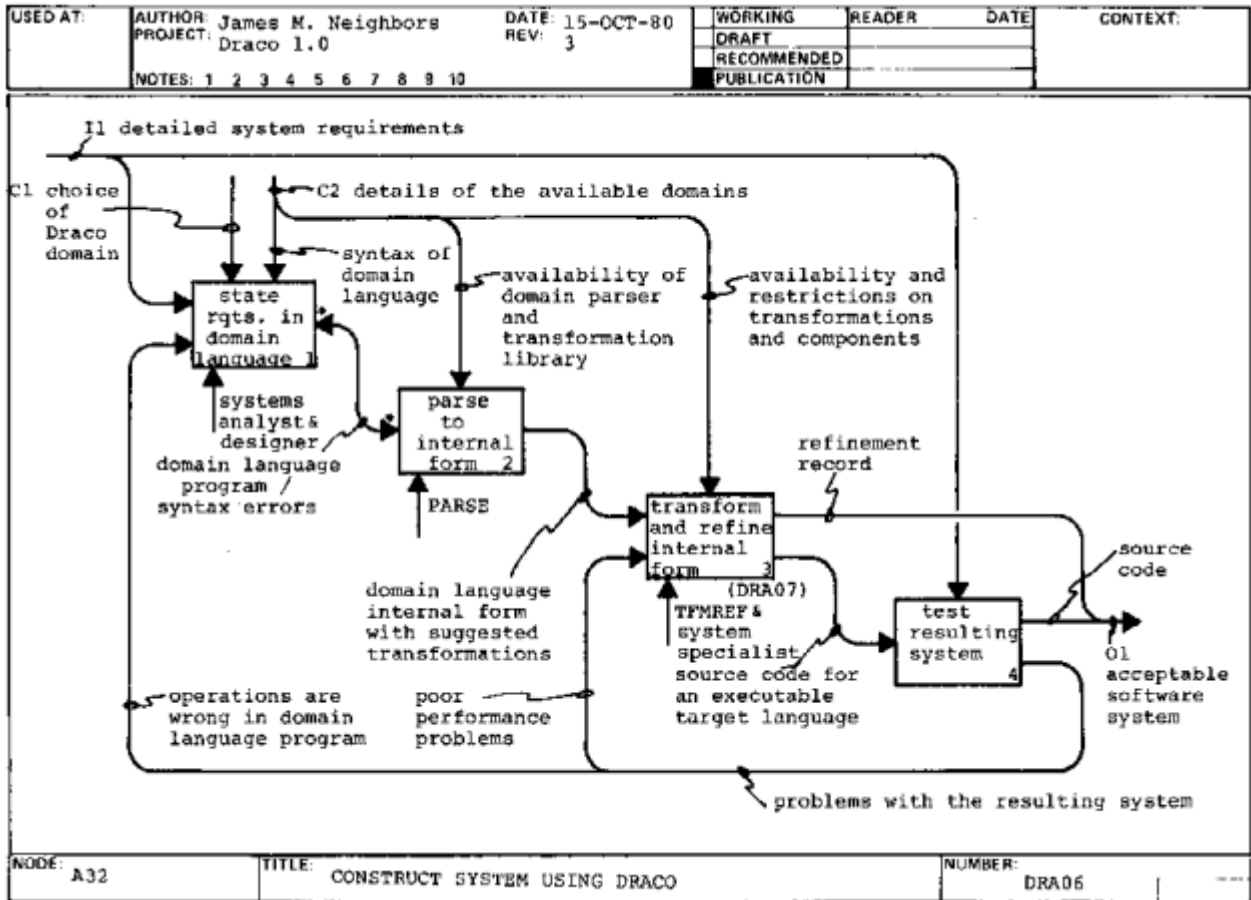 USED AT:
AUTHOR: James M. Neighbors
PROJECT: Draco 1.0
DATE: 15-OCT-80
REV: 3
NOTES: 1 2 3 4 5 6 7 8 9 10
WORKING
DRAFT
RECOMMENDED
PUBLICATION
READER DATE
CONTEXT:
I1 detailed system requirements
C1 choice
of
Draco
domain
C2 details of the available domains
syntax of
domain
language
availability of
domain parser
and
transformation
library
availability and
restrictions on
transformations
and components
state
rqts. in
domain
language 1
systems
analyst &
designer
domain language
program /
syntax errors
parse
to
internal
form 2
PARSE
refinement
record
transform
and refine
internal
form 3
(DRA07)
TFMREF &
system
specialist
source code for
an executable
target language
domain language
internal form
with suggested
transformations
source
code
test
resulting
system
4
O1
acceptable
software
system
operations are
wrong in domain
language program
poor
performance
problems
problems with the resulting system
NODE: A32
TITLE: CONSTRUCT SYSTEM USING DRACO
NUMBER: DRA06